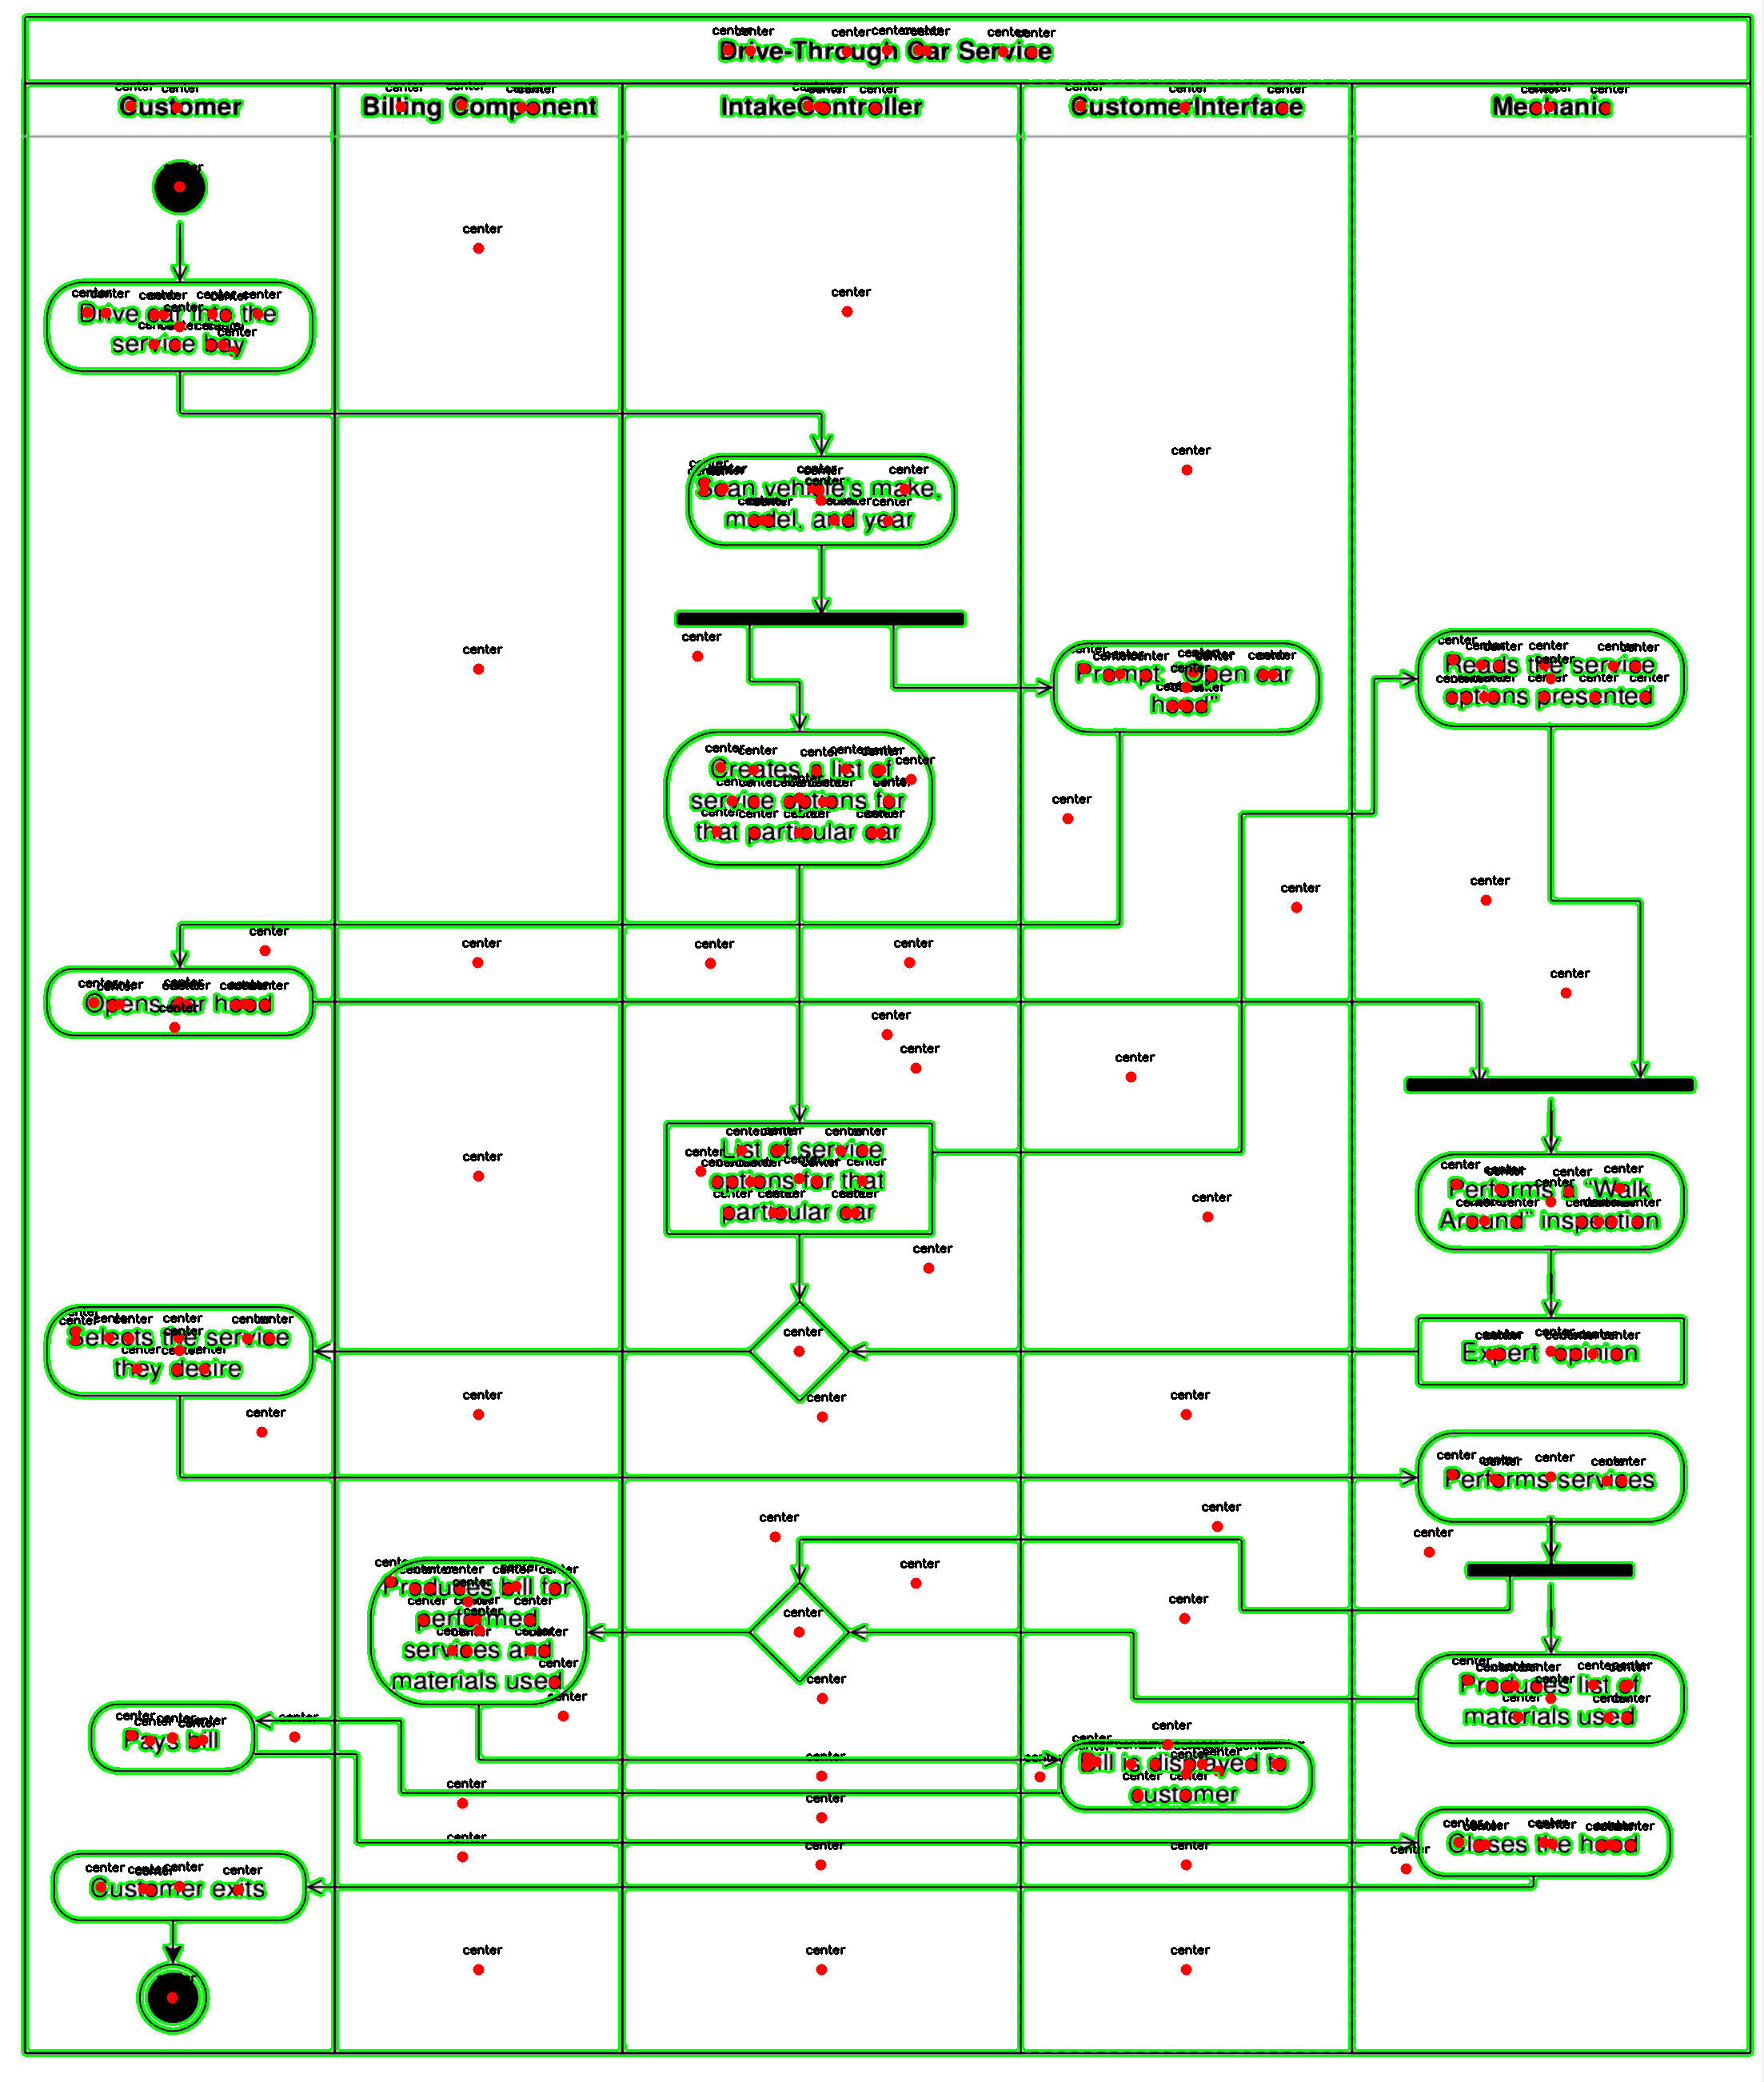 Drive-Through Car Service
Customer
Billing Component
IntakeController
CustomerInterface
Mechanic
Drive car into the
service bay
Scan vehicle's make,
model, and year
Prompt "Open car
hood"
Reads the service
options presented
Creates a list of
service options for
that particular car
Opens car hood
List of service
options for that
particular car
Performs a "Walk
Around" inspection
Selects the service
they desire
Expert opinion
Performs services
Produces bill for
performed
services and
materials used
Produces list of
materials used
Pays bill
Bill is displayed to
customer
Closes the hood
Customer exits
center